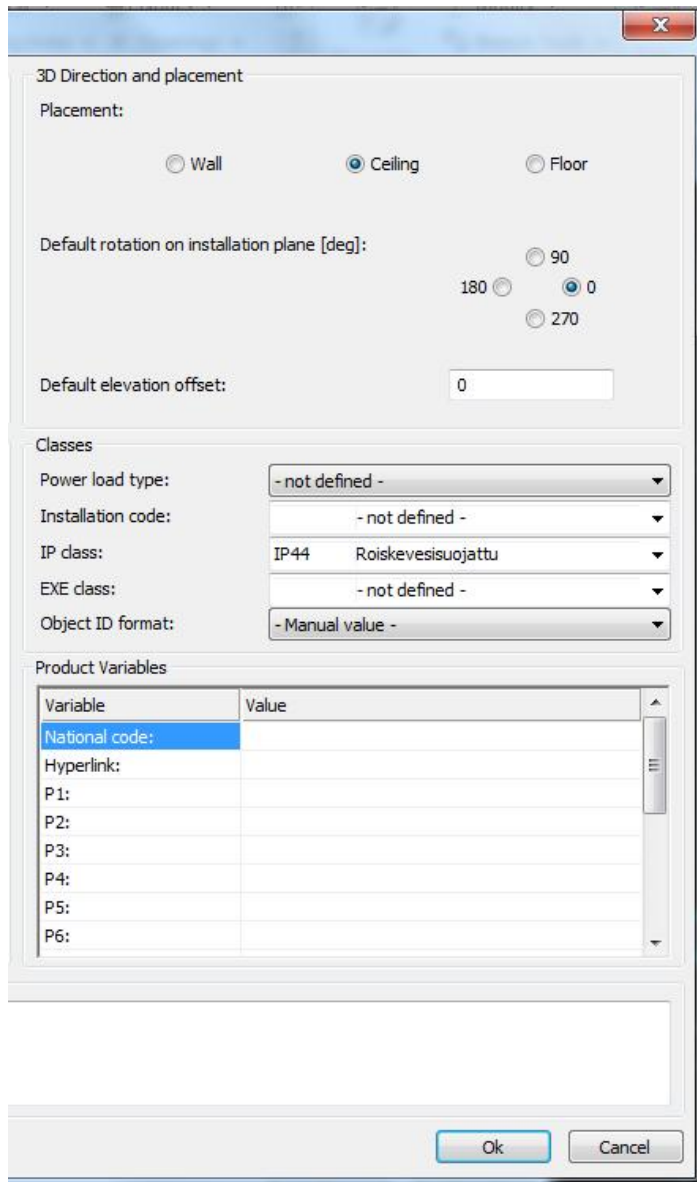 3D Direction and placement
Placement:
Wall Ceiling Floor
Default rotation on installation plane [deg]:
90
180 0
270
Default elevation offset: 0
Classes
Power load type: - not defined -
Installation code: - not defined -
IP class: IP44 Roiskevesisuojattu
EXE class: - not defined -
Object ID format: - Manual value -
Product Variables
Variable Value
National code:
Hyperlink:
P1:
P2:
P3:
P4:
P5:
P6:
Ok Cancel